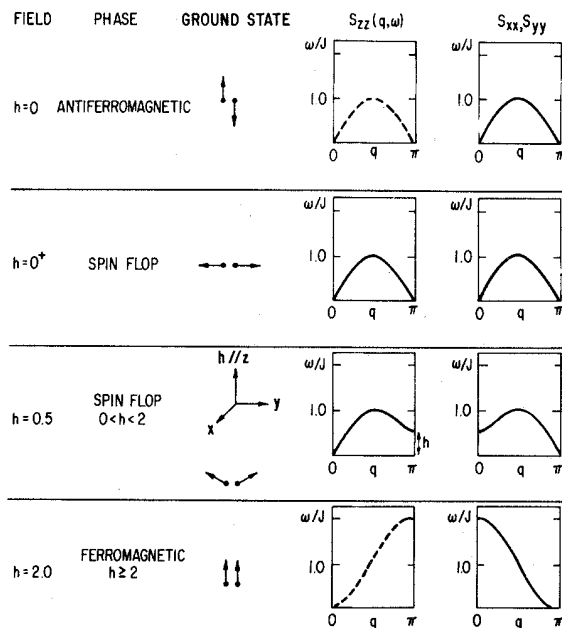 FIELD PHASE GROUND STATE S_zz(q,ω) S_xx,S_yy
ω/J ω/J
h=0 ANTIFERROMAGNETIC 1.0 1.0
0 q π 0 q π
ω/J ω/J
h=0⁺ SPIN FLOP 1.0 1.0
0 q π 0 q π
h//z ω/J ω/J
SPIN FLOP
h=0.5 0<h<2 x y 1.0 h 1.0
0 q π 0 q π
ω/J ω/J
FERROMAGNETIC
h=2.0 h≥2 1.0 1.0
0 q π 0 q π